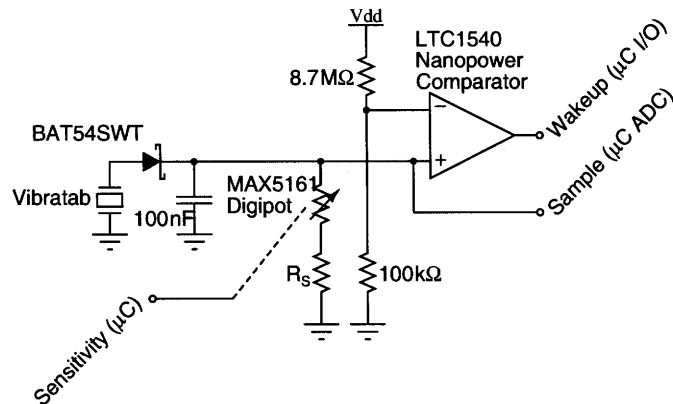 Vdd
LTC1540
Nanopower
Comparator
8.7MΩ
Wakeup (μC I/O)
BAT54SWT
−
+
Sample (μC ADC)
Vibratab
100nF
MAX5161
Digipot
RS
100kΩ
Sensitivity (μC)